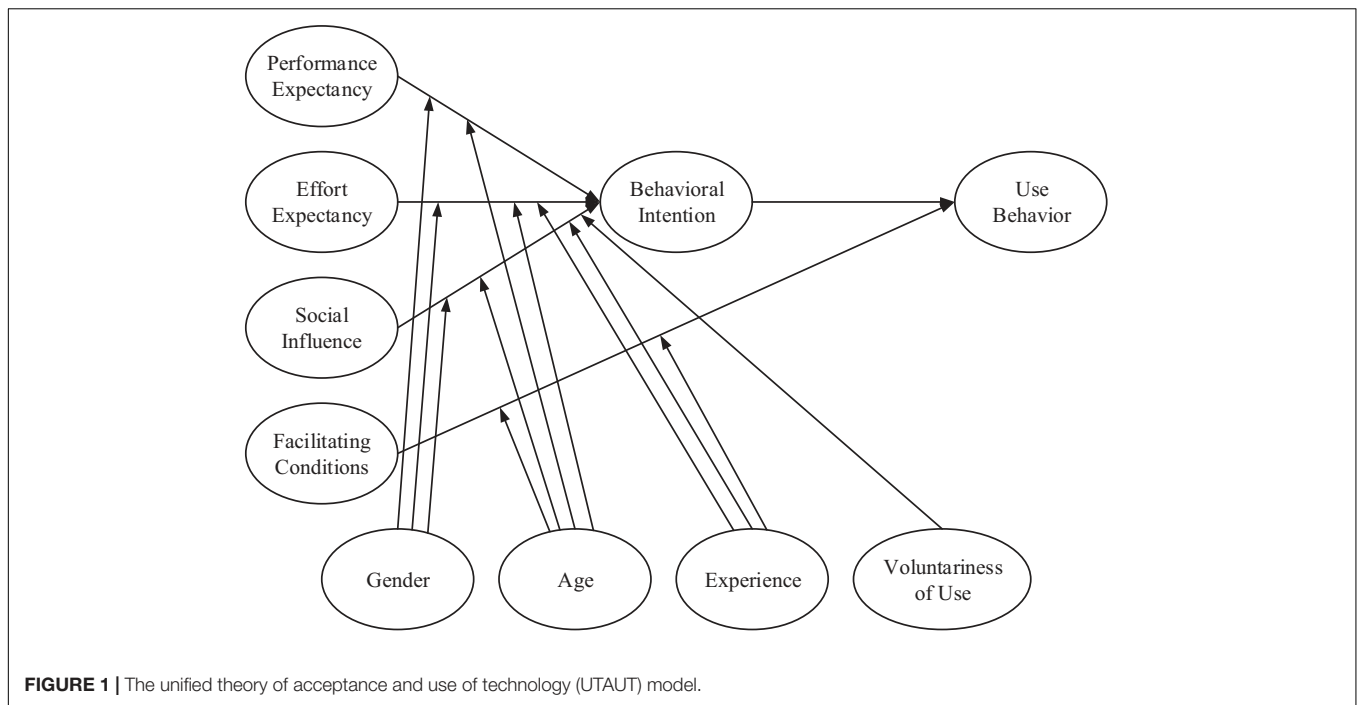 Performance
Expectancy
Effort
Expectancy
Behavioral
Intention
Use
Behavior
Social
Influence
Facilitating
Conditions
Gender
Age
Experience
Voluntariness
of Use
FIGURE 1 | The unified theory of acceptance and use of technology (UTAUT) model.